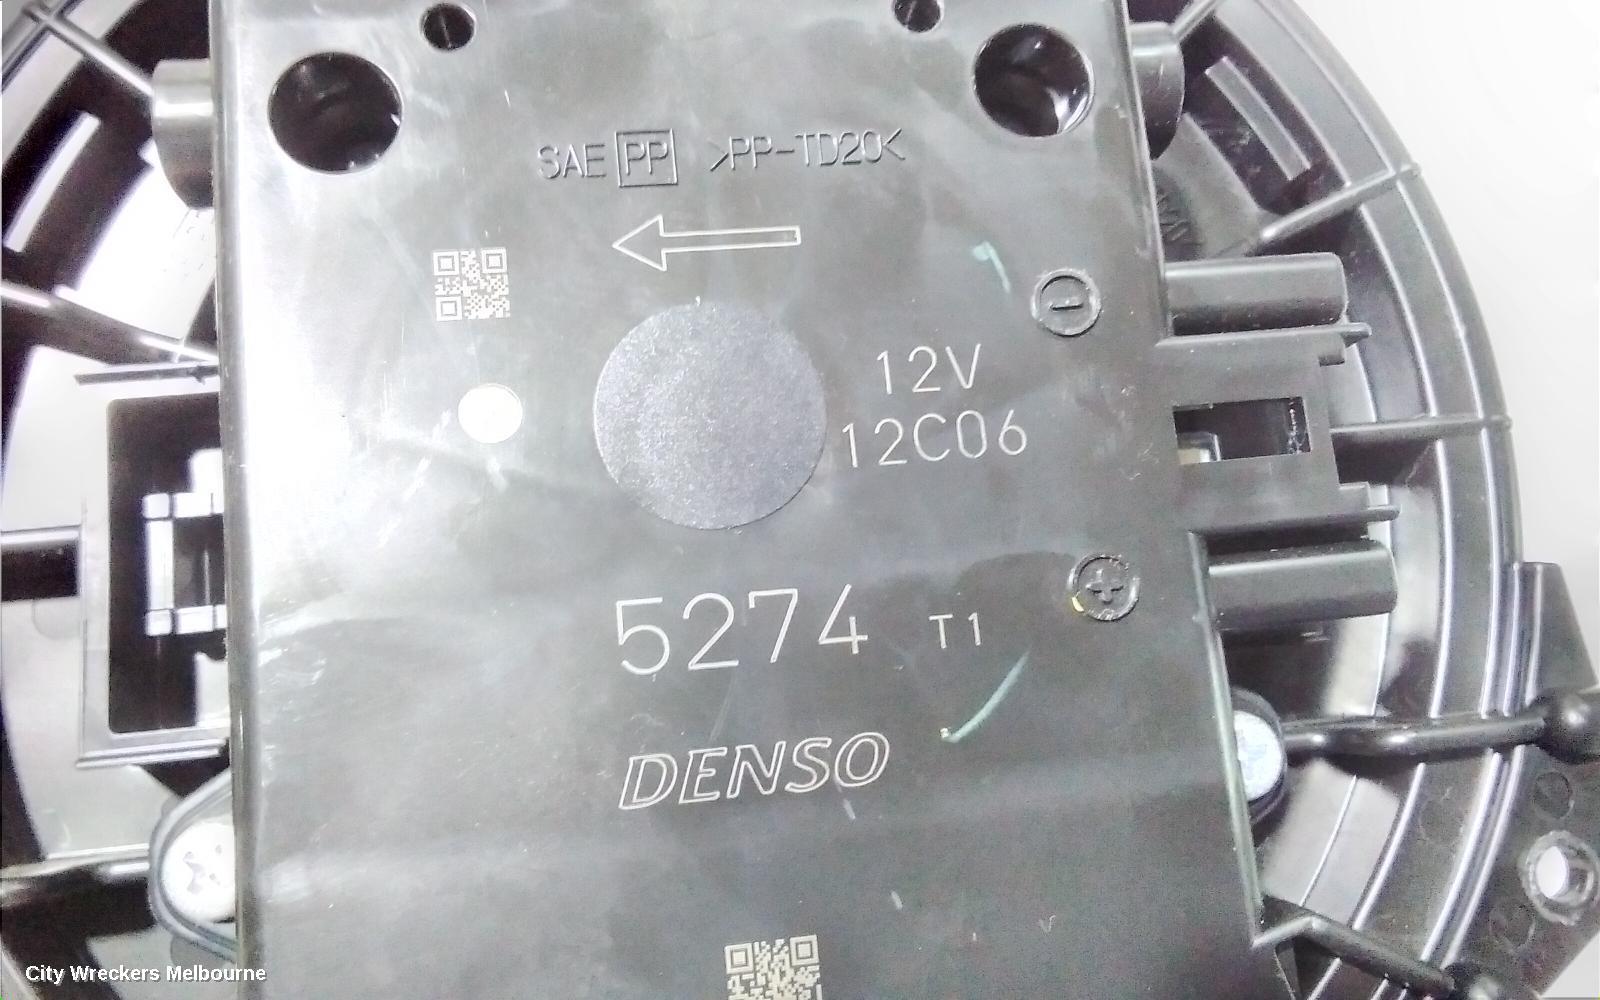 SAE PP >PP-TD20<
12V
12C06
5274 T1
DENSO
City Wreckers Melbourne